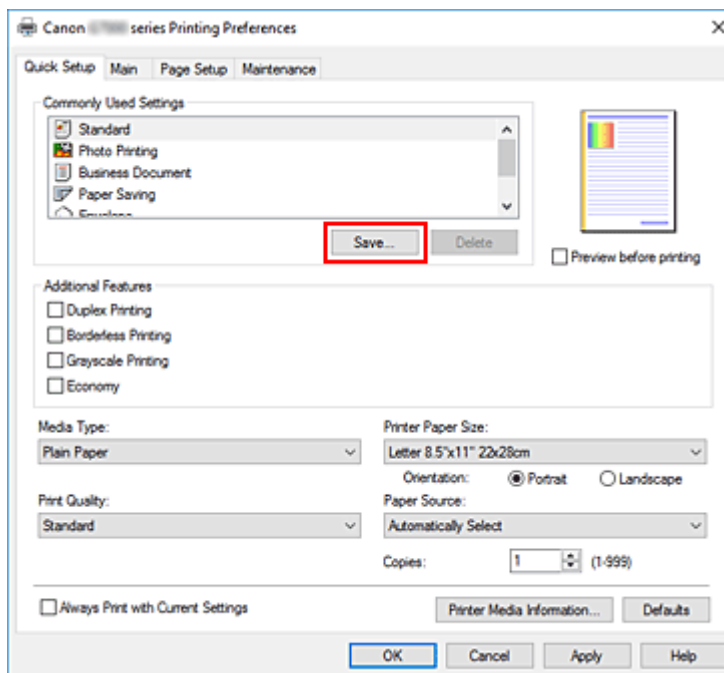 Canon series Printing Preferences
Quick Setup Main Page Setup Maintenance
Commonly Used Settings
Standard
Photo Printing
Business Document
Paper Saving
Envelope
Save... Delete
Preview before printing
Additional Features
Duplex Printing
Borderless Printing
Grayscale Printing
Economy
Media Type: Printer Paper Size:
Plain Paper Letter 8.5"x11" 22x28cm
Orientation: Portrait Landscape
Print Quality: Paper Source:
Standard Automatically Select
Copies: 1 (1-999)
Always Print with Current Settings Printer Media Information... Defaults
OK Cancel Apply Help